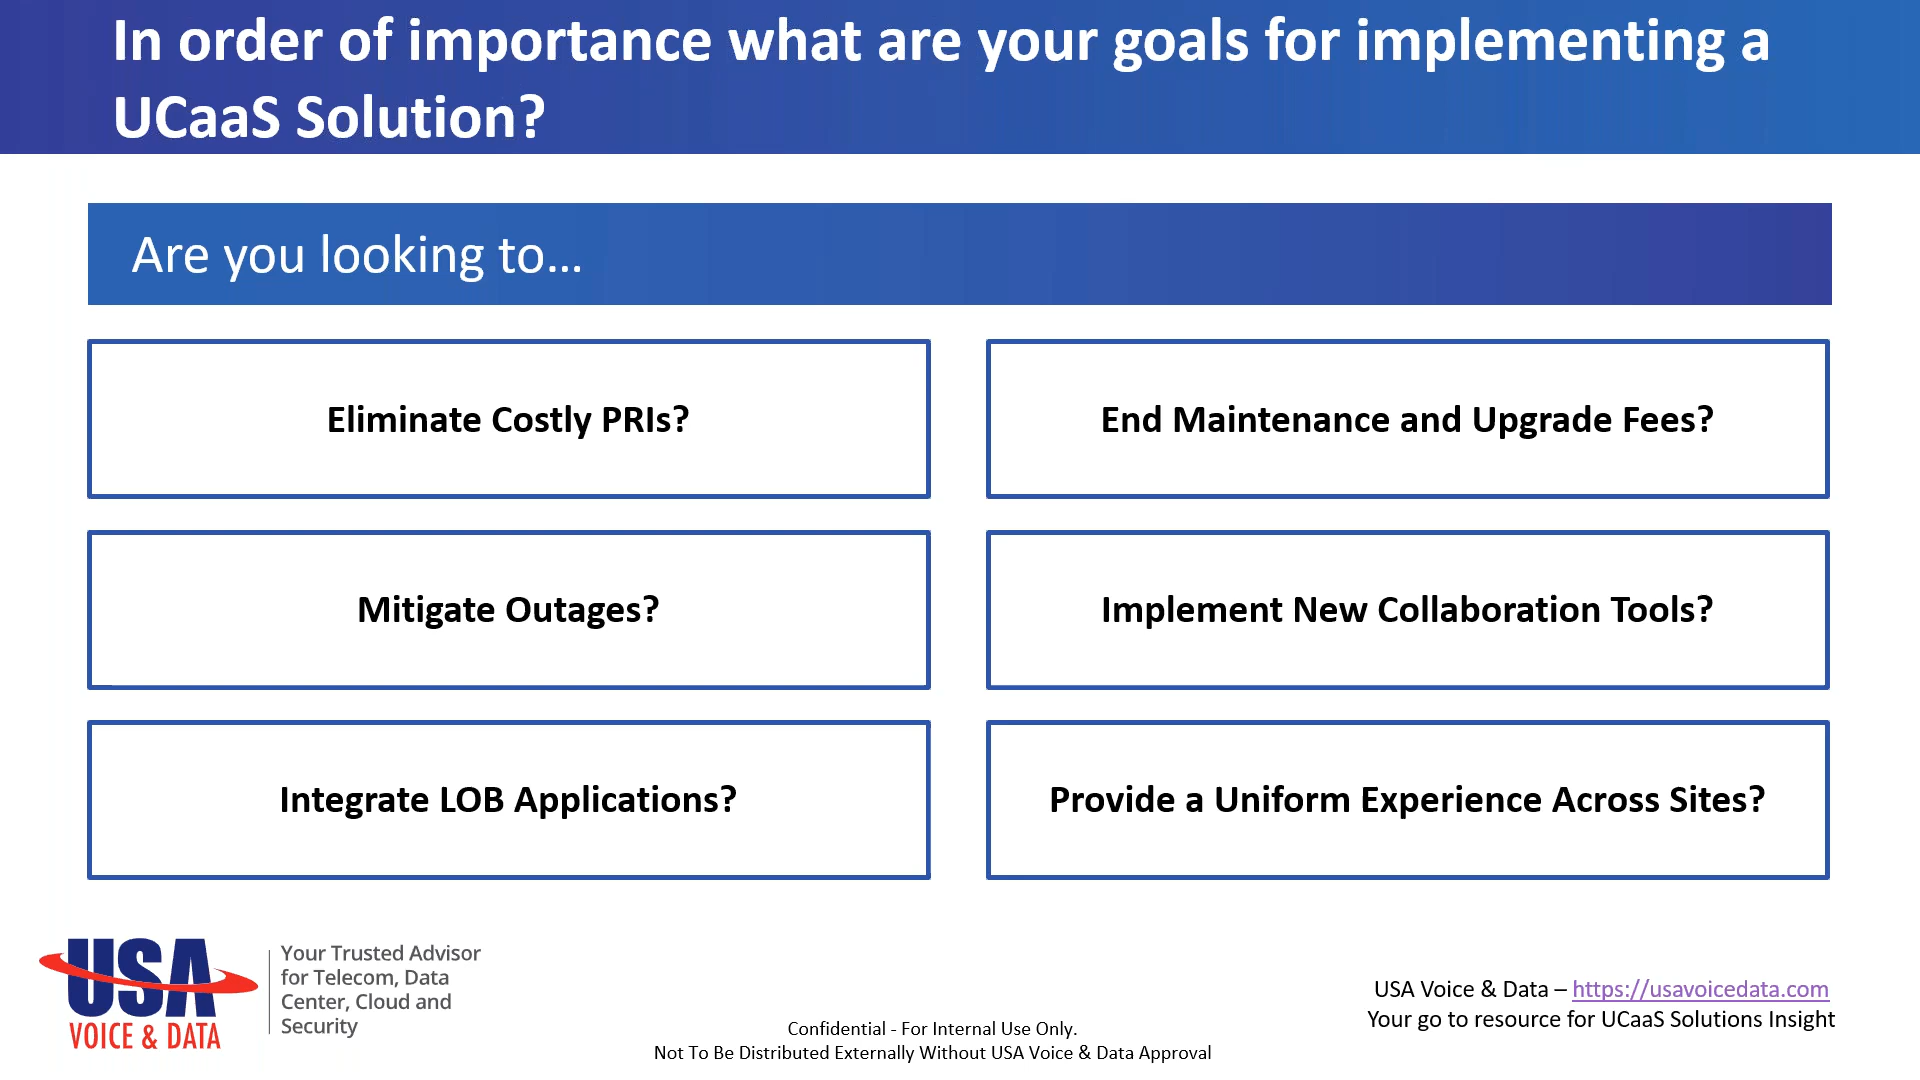 In order of importance what are your goals for implementing a
UCaaS Solution?
Are you looking to...
Eliminate Costly PRIs?
End Maintenance and Upgrade Fees?
Mitigate Outages?
Implement New Collaboration Tools?
Integrate LOB Applications?
Provide a Uniform Experience Across Sites?
USA
VOICE & DATA
Your Trusted Advisor
for Telecom, Data
Center, Cloud and
Security
Confidential - For Internal Use Only.
Not To Be Distributed Externally Without USA Voice & Data Approval
USA Voice & Data – https://usavoicedata.com
Your go to resource for UCaaS Solutions Insight